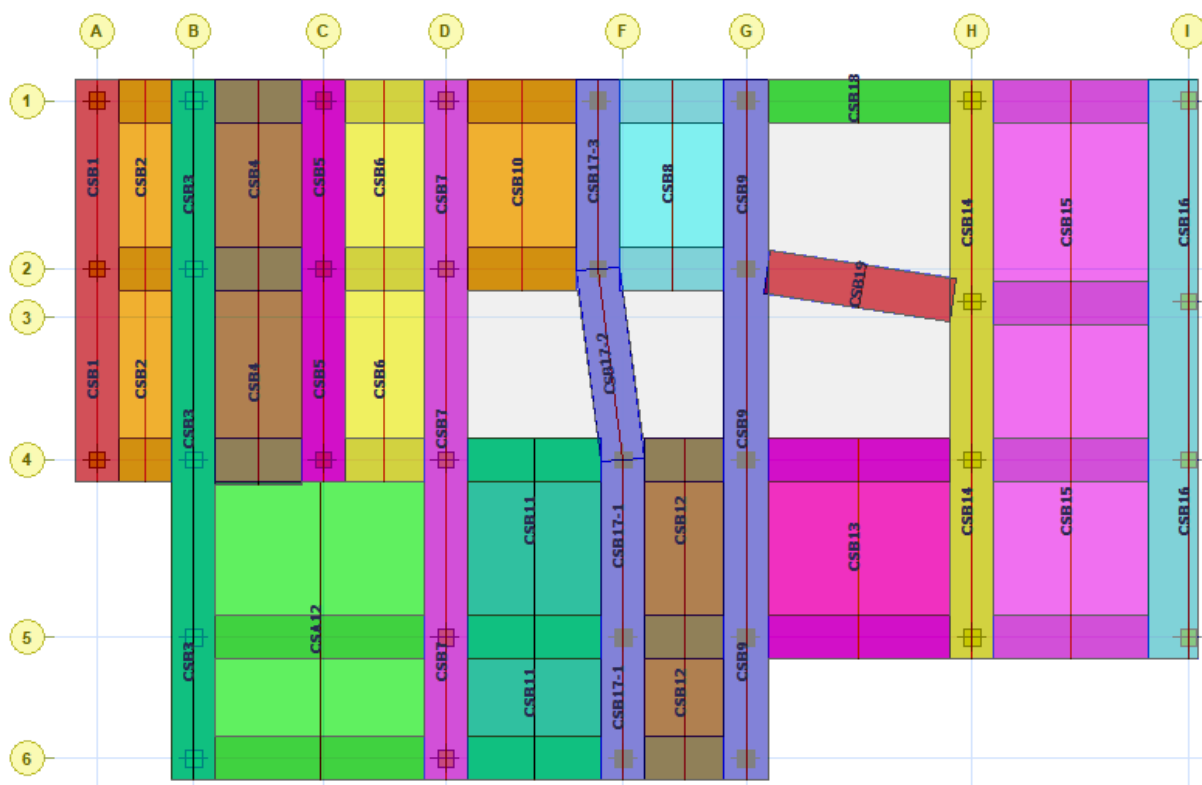 A B C D F G H I
1
CSB18
CSB1 CSB2 CSB3 CSB4 CSB5 CSB6 CSB7 CSB10 CSB17-3 CSB8 CSB9 CSB14 CSB15 CSB16
2
CSB19
3
CSB17-2
CSB1 CSB2 CSB3 CSB4 CSB5 CSB6 CSB7 CSB9
4
CSB11 CSB17-1 CSB12 CSB13 CSB14 CSB15 CSB16
CSA12
5
CSB3 CSB7 CSB11 CSB17-1 CSB12 CSB9
6